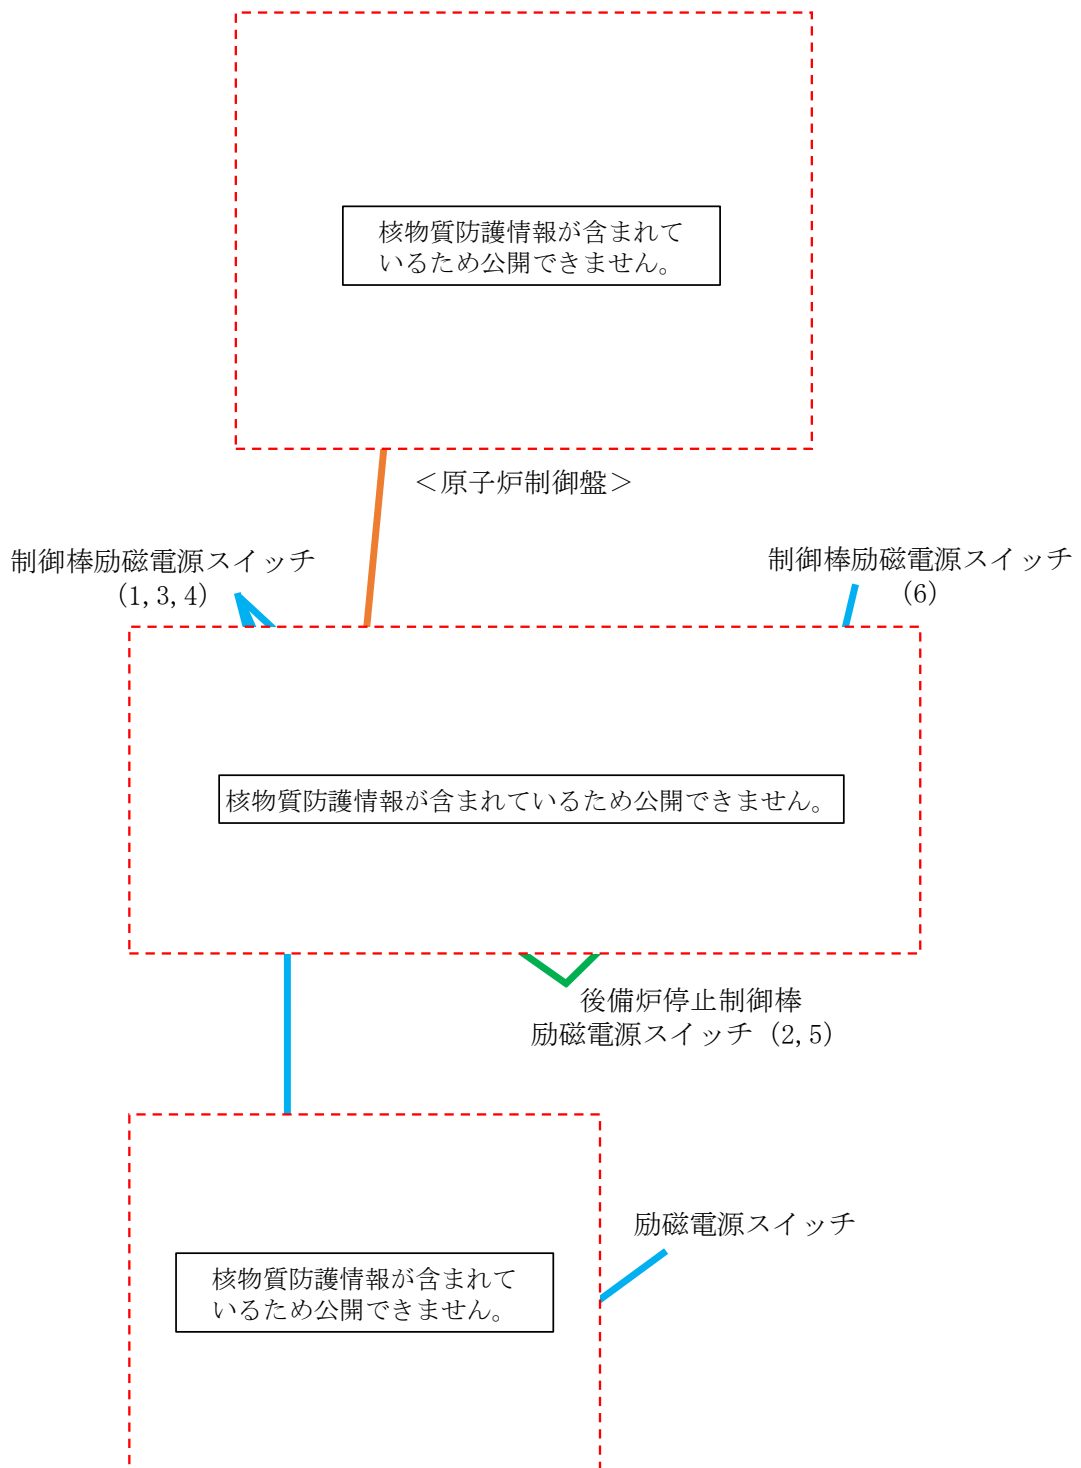 核物質防護情報が含まれて
いるため公開できません。
＜原子炉制御盤＞
制御棒励磁電源スイッチ
(1,3,4)
制御棒励磁電源スイッチ
(6)
核物質防護情報が含まれているため公開できません。
後備炉停止制御棒
励磁電源スイッチ (2,5)
励磁電源スイッチ
核物質防護情報が含まれて
いるため公開できません。